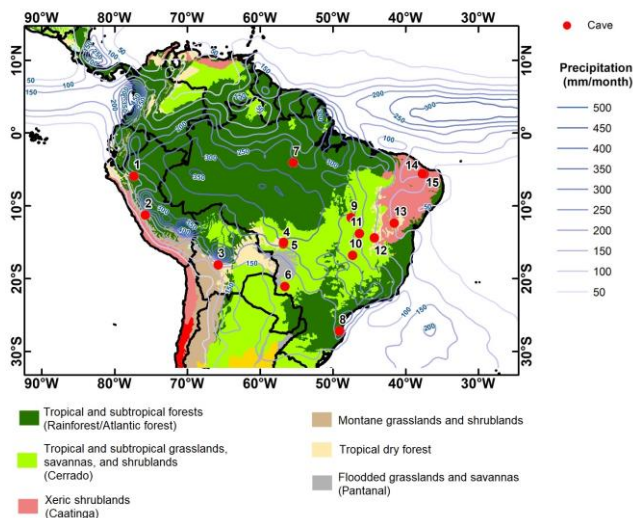 Cave
Precipitation
(mm/month)
500
450
400
350
300
250
200
150
100
50
10°N
0°
10°S
20°S
30°S
90°W
80°W
70°W
60°W
50°W
40°W
30°W
1
2
3
4
5
6
7
8
9
10
11
12
13
14
15
Tropical and subtropical forests
(Rainforest/Atlantic forest)
Tropical and subtropical grasslands,
savannas, and shrublands
(Cerrado)
Xeric shrublands
(Caatinga)
Montane grasslands and shrublands
Tropical dry forest
Floodded grasslands and savannas
(Pantanal)